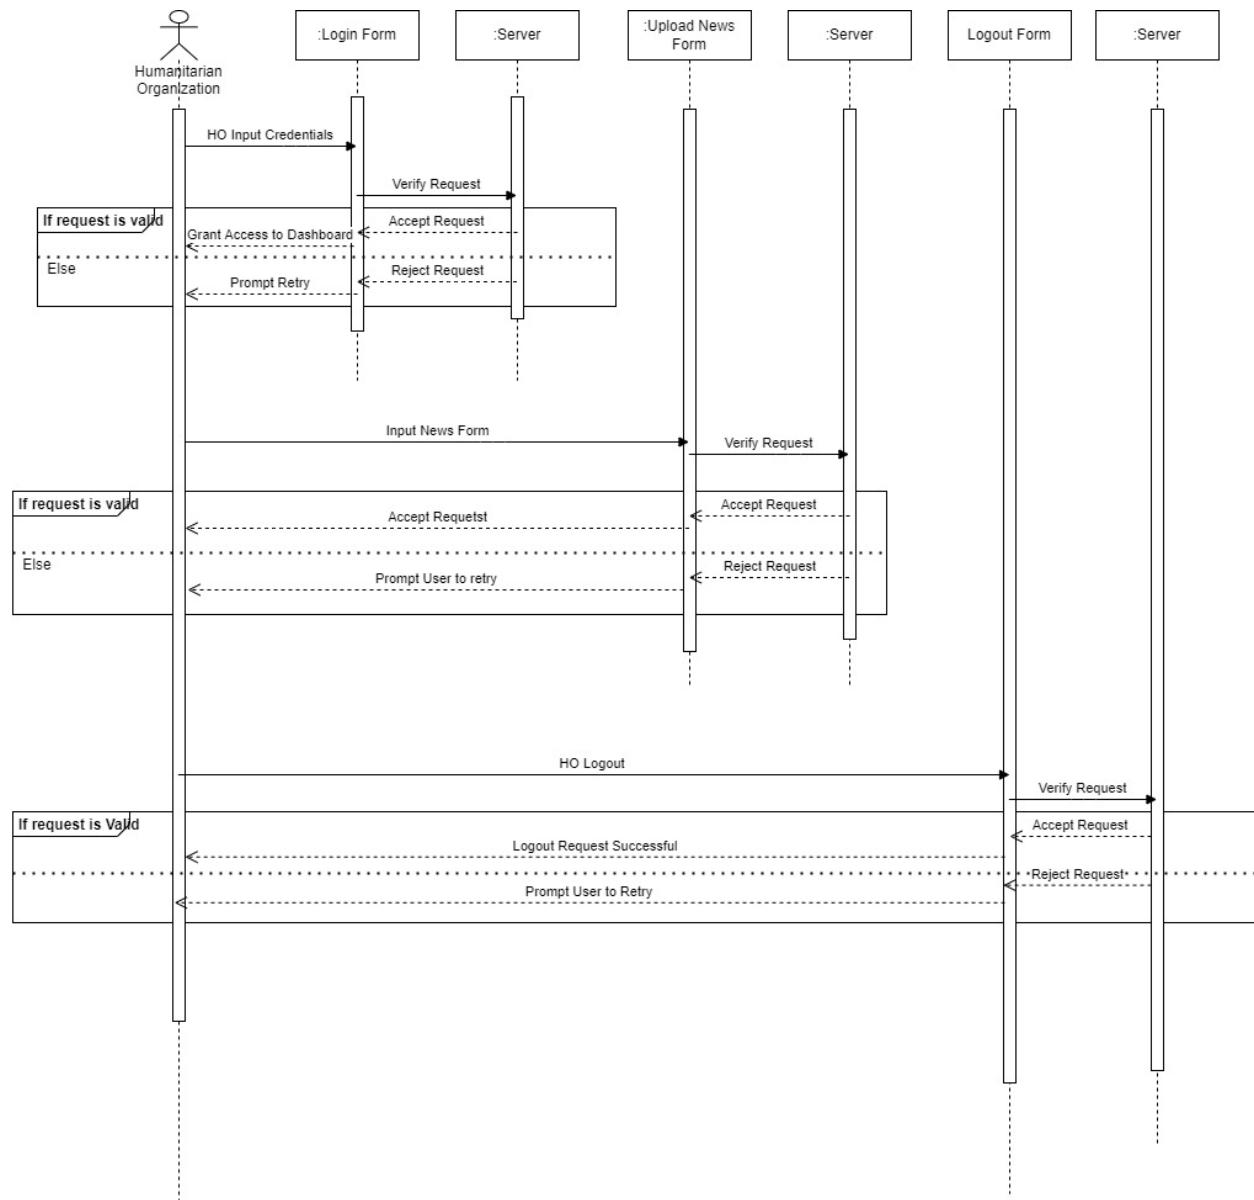 :Login Form
:Server
:Upload News
Form
:Server
Logout Form
:Server
Humanitarian
Organization
HO Input Credentials
Verify Request
If request is valid
Accept Request
Grant Access to Dashboard
Else
Reject Request
Prompt Retry
Input News Form
Verify Request
If request is valid
Accept Request
Accept Requetst
Else
Reject Request
Prompt User to retry
HO Logout
Verify Request
If request is Valid
Accept Request
Logout Request Successful
Reject Request
Prompt User to Retry